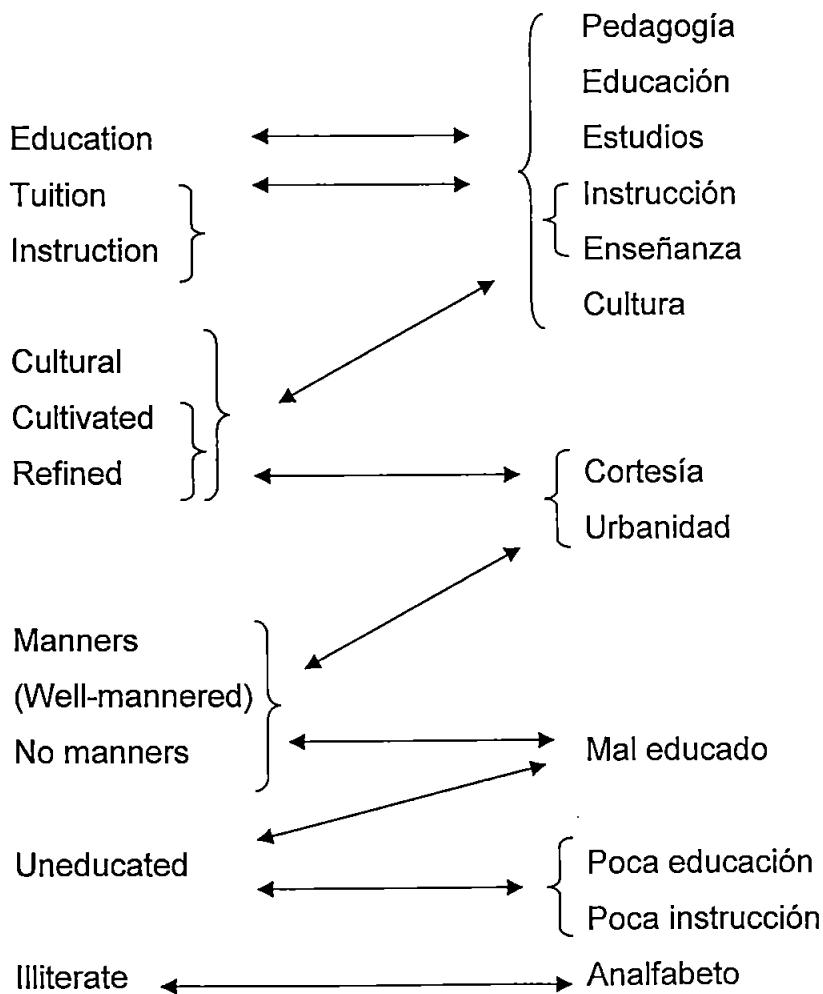 Pedagogía
Educación
Education
Estudios
Tuition
Instrucción
Instruction
Enseñanza
Cultura
Cultural
Cultivated
Refined
Cortesía
Urbanidad
Manners
(Well-mannered)
No manners
Mal educado
Uneducated
Poca educación
Poca instrucción
Illiterate
Analfabeto